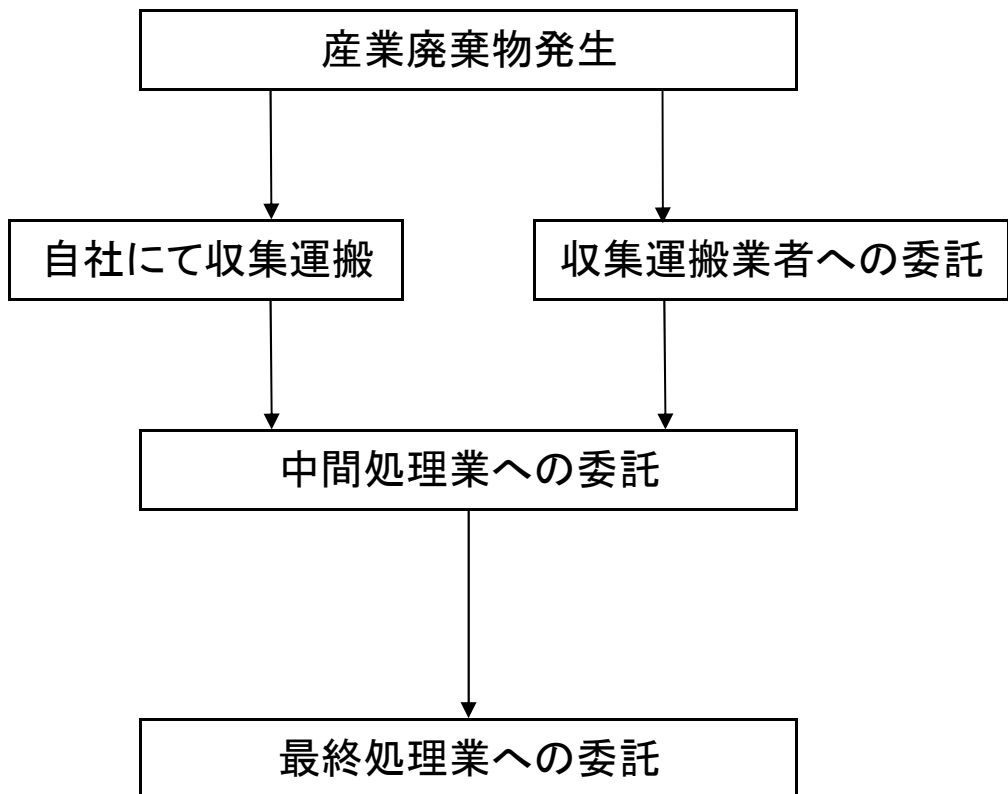 産業廃棄物発生
自社にて収集運搬
収集運搬業者への委託
中間処理業への委託
最終処理業への委託